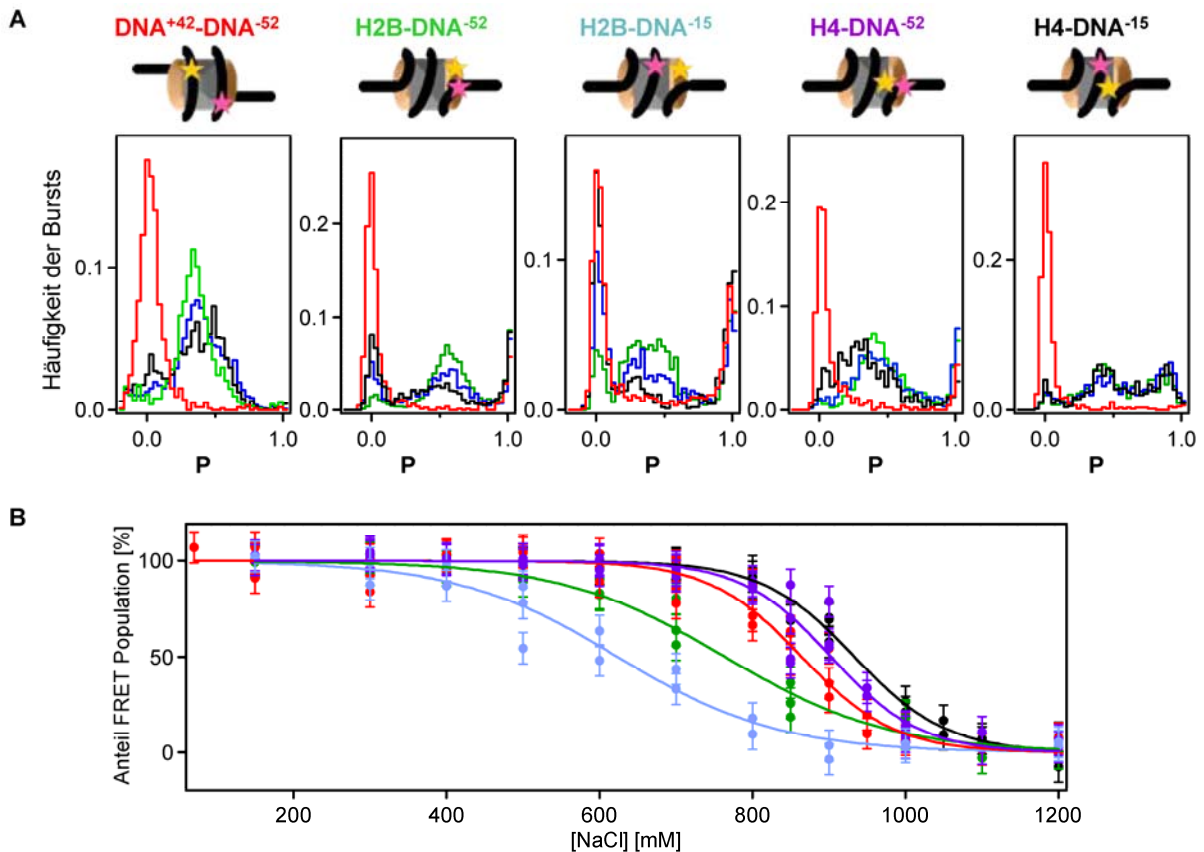 A
DNA+42-DNA-52 H2B-DNA-52 H2B-DNA-15 H4-DNA-52 H4-DNA-15
Häufigkeit der Bursts
0.1
0.0
0.0 1.0
P
0.2
0.1
0.0
0.0 1.0
P
0.1
0.0
0.0 1.0
P
0.2
0.1
0.0
0.0 1.0
P
0.2
0.0
0.0 1.0
P
B
Anteil FRET Population [%]
100
50
0
200 400 600 800 1000 1200
[NaCl] [mM]